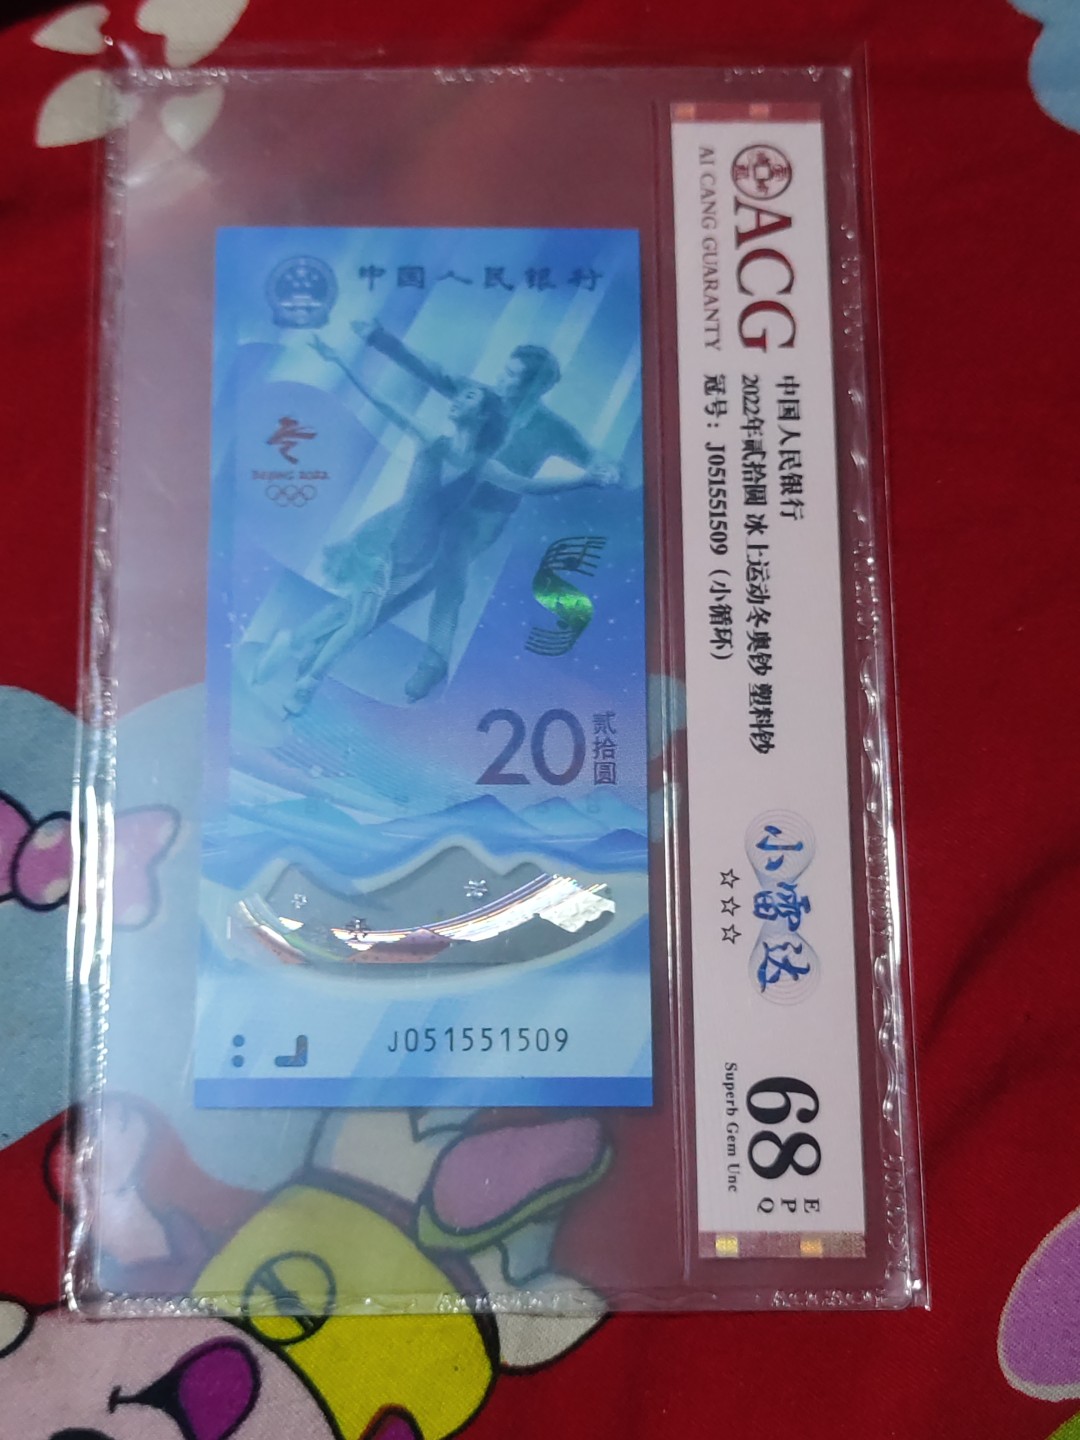 中国人民银行
BEIJING 2022
20
贰拾圆
J051551509
ACG
AI CANG GUARANTY
中国人民银行
2022年贰拾圆 冰上运动冬奥钞 塑料钞
冠号：J051551509（小循环）
小雷达
☆☆☆
68
EPQ
Superb Gem Unc